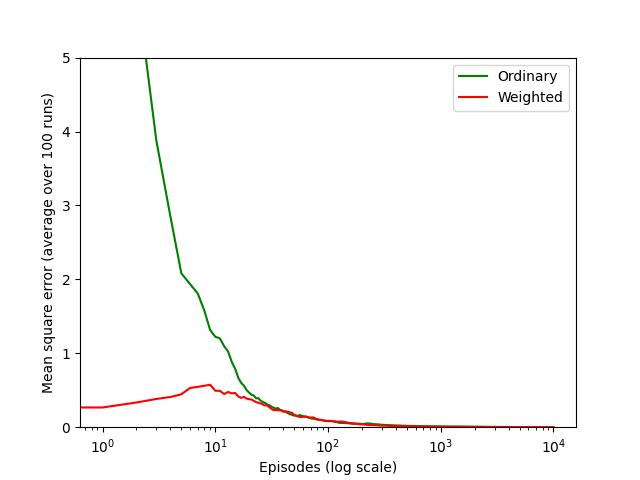 Ordinary
Weighted
Mean square error (average over 100 runs)
5
4
3
2
1
0
10⁰ 10¹ 10² 10³ 10⁴
Episodes (log scale)